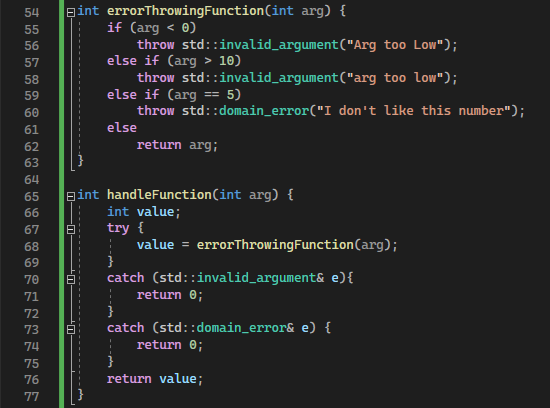 54 int errorThrowingFunction(int arg) {
55     if (arg < 0)
56         throw std::invalid_argument("Arg too Low");
57     else if (arg > 10)
58         throw std::invalid_argument("arg too low");
59     else if (arg == 5)
60         throw std::domain_error("I don't like this number");
61     else
62         return arg;
63 }
64
65 int handleFunction(int arg) {
66     int value;
67     try {
68         value = errorThrowingFunction(arg);
69     }
70     catch (std::invalid_argument& e){
71         return 0;
72     }
73     catch (std::domain_error& e) {
74         return 0;
75     }
76     return value;
77 }